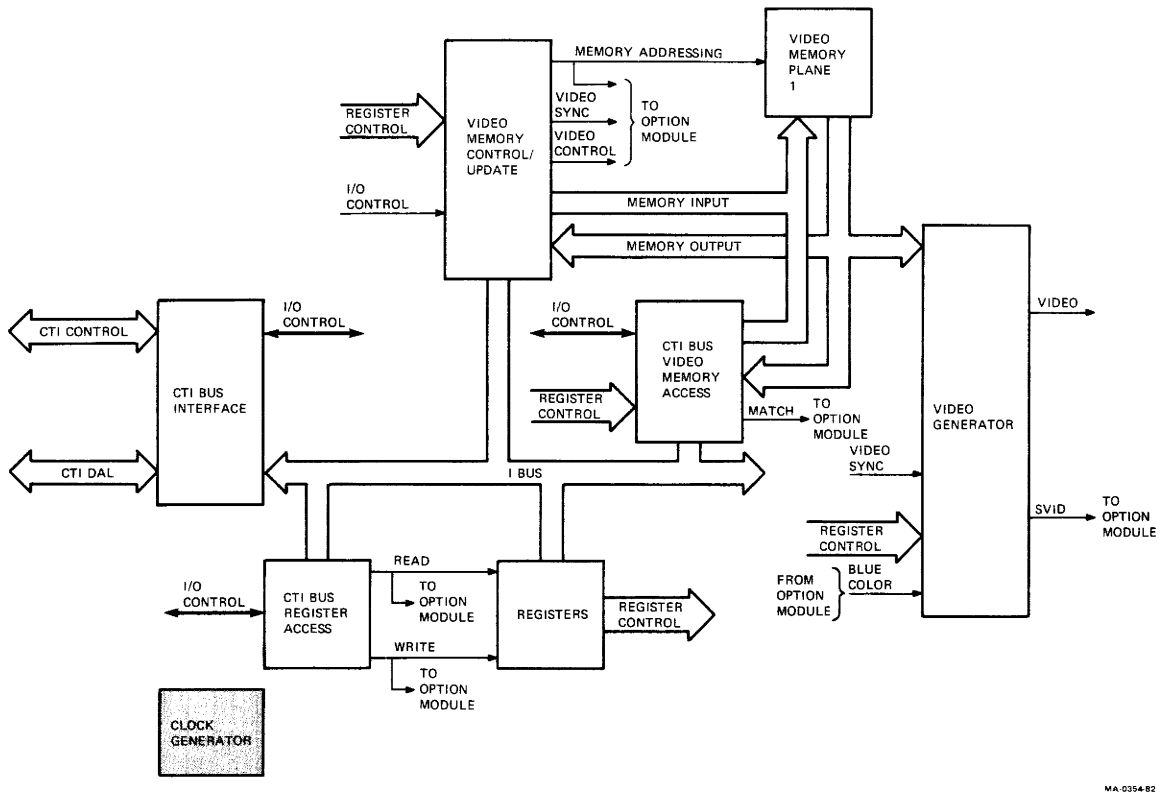 VIDEO
MEMORY
PLANE
1
MEMORY ADDRESSING
VIDEO
SYNC
VIDEO
CONTROL
TO
OPTION
MODULE
REGISTER
CONTROL
VIDEO
MEMORY
CONTROL/
UPDATE
I/O
CONTROL
MEMORY INPUT
MEMORY OUTPUT
CTI CONTROL
I/O
CONTROL
CTI BUS
INTERFACE
CTI DAL
I/O
CONTROL
REGISTER
CONTROL
CTI BUS
VIDEO
MEMORY
ACCESS
MATCH
TO
OPTION
MODULE
I BUS
VIDEO
GENERATOR
VIDEO
VIDEO
SYNC
SVID
TO
OPTION
MODULE
REGISTER
CONTROL
FROM
OPTION
MODULE
BLUE
COLOR
I/O
CONTROL
CTI BUS
REGISTER
ACCESS
READ
TO
OPTION
MODULE
WRITE
TO
OPTION
MODULE
REGISTERS
REGISTER
CONTROL
CLOCK
GENERATOR
MA-0354-82